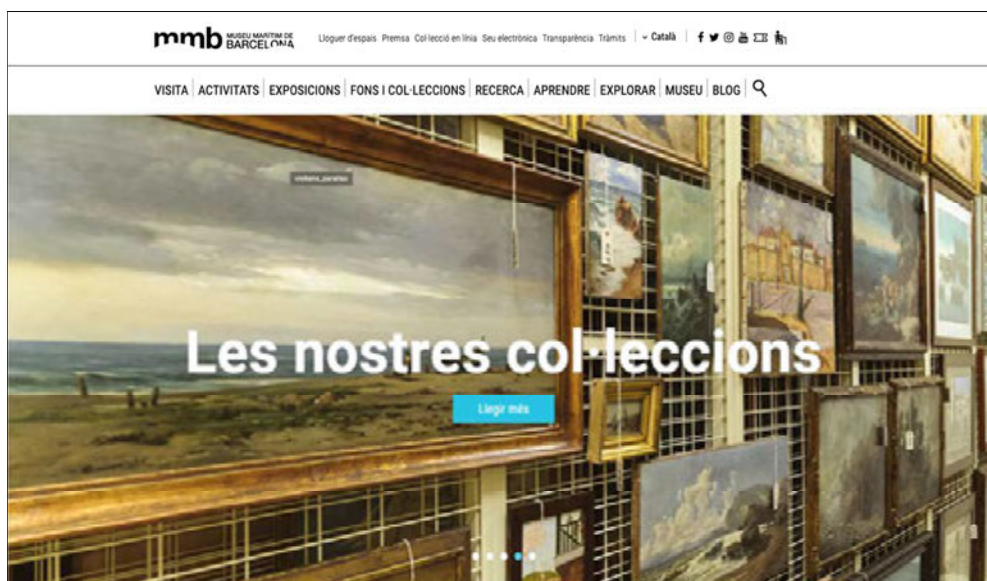 mmb MUSEU MARÍTIM DE
BARCELONA
Lloguer d'espais Premsa Col·lecció en línia Seu electrònica Transparència Tràmits Català
VISITA ACTIVITATS EXPOSICIONS FONS I COL·LECCIONS RECERCA APRENDRE EXPLORAR MUSEU BLOG
Les nostres col·leccions
Llegir més